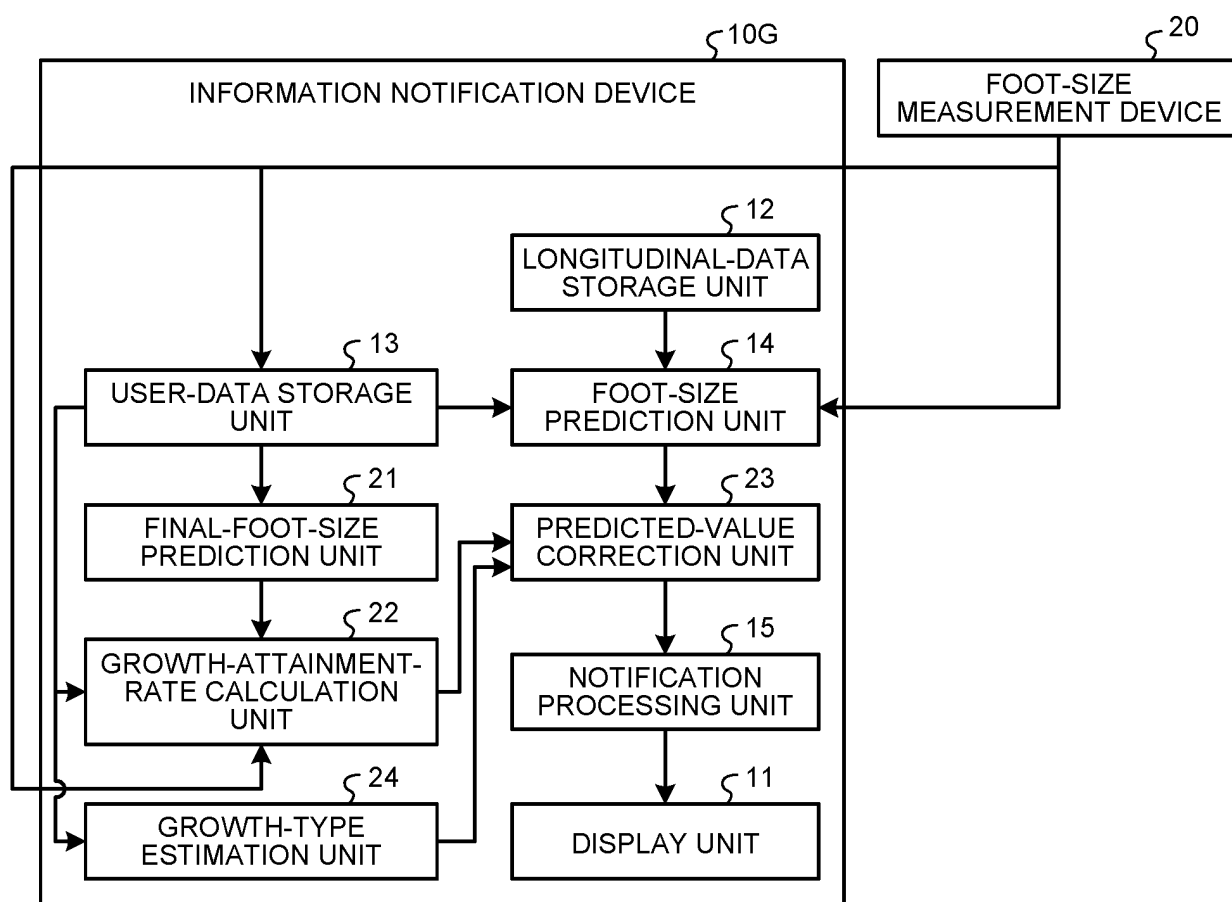 10G
20
INFORMATION NOTIFICATION DEVICE
FOOT-SIZE
MEASUREMENT DEVICE
12
LONGITUDINAL-DATA
STORAGE UNIT
13
USER-DATA STORAGE
UNIT
14
FOOT-SIZE
PREDICTION UNIT
21
FINAL-FOOT-SIZE
PREDICTION UNIT
23
PREDICTED-VALUE
CORRECTION UNIT
22
GROWTH-ATTAINMENT-
RATE CALCULATION
UNIT
15
NOTIFICATION
PROCESSING UNIT
24
GROWTH-TYPE
ESTIMATION UNIT
11
DISPLAY UNIT